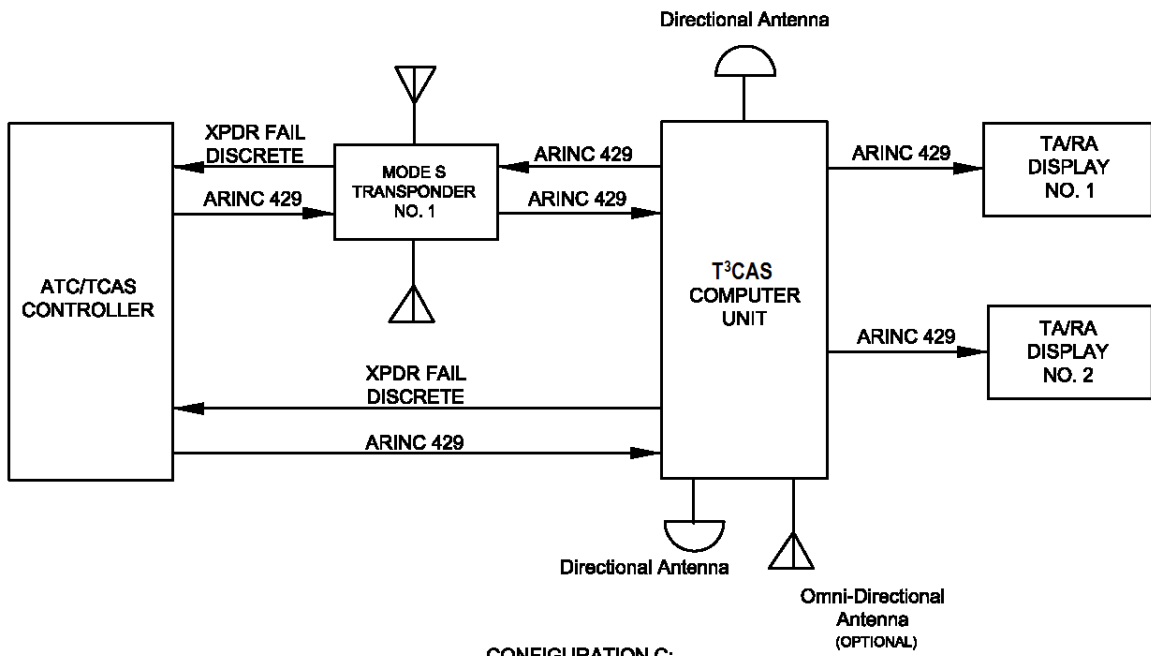 Directional Antenna
XPDR FAIL
DISCRETE
ARINC 429
MODE S
TRANSPONDER
NO. 1
ARINC 429
ARINC 429
ATC/TCAS
CONTROLLER
T³CAS
COMPUTER
UNIT
ARINC 429
TA/RA
DISPLAY
NO. 1
ARINC 429
TA/RA
DISPLAY
NO. 2
XPDR FAIL
DISCRETE
ARINC 429
Directional Antenna
Omni-Directional
Antenna
(OPTIONAL)
CONFIGURATION C: